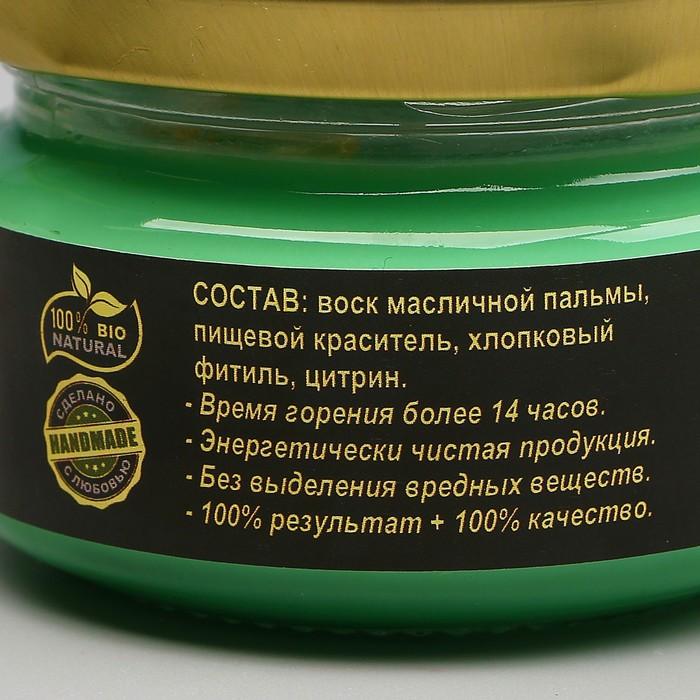 100% BIO
NATURAL
СДЕЛАНО
HANDMADE
С ЛЮБОВЬЮ
СОСТАВ: воск масличной пальмы,
пищевой краситель, хлопковый
фитиль, цитрин.
- Время горения более 14 часов.
- Энергетически чистая продукция.
- Без выделения вредных веществ.
- 100% результат + 100% качество.